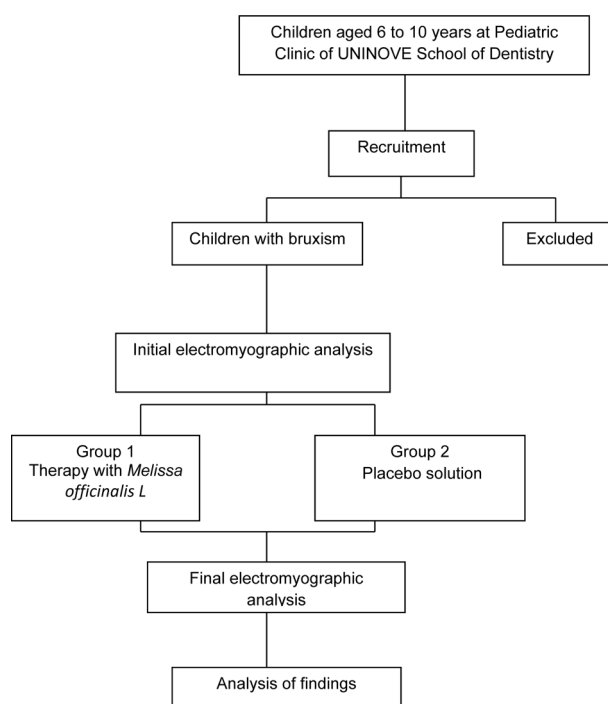 Children aged 6 to 10 years at Pediatric
Clinic of UNINOVE School of Dentistry
Recruitment
Children with bruxism
Excluded
Initial electromyographic analysis
Group 1
Therapy with Melissa
officinalis L
Group 2
Placebo solution
Final electromyographic
analysis
Analysis of findings